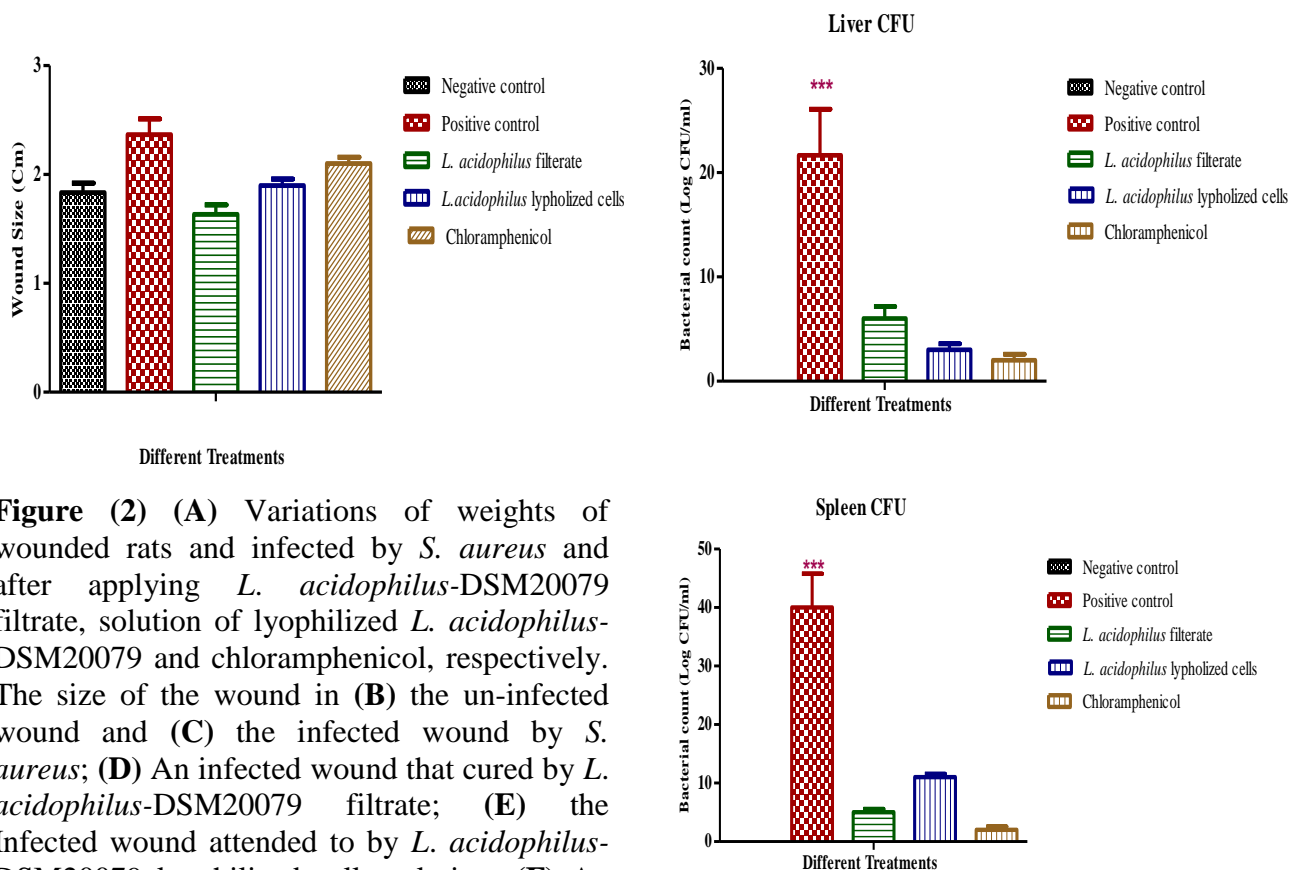 3
2
1
0
Wound Size (Cm)
Different Treatments
Negative control
Positive control
L. acidophilus filterate
L.acidophilus lypholized cells
Chloramphenicol
Figure (2) (A) Variations of weights of
wounded rats and infected by S. aureus and
after applying L. acidophilus-DSM20079
filtrate, solution of lyophilized L. acidophilus-
DSM20079 and chloramphenicol, respectively.
The size of the wound in (B) the un-infected
wound and (C) the infected wound by S.
aureus; (D) An infected wound that cured by L.
acidophilus-DSM20079 filtrate; (E) the
Infected wound attended to by L. acidophilus-
Liver CFU
30
20
10
0
Bacterial count (Log CFU/ml)
***
Different Treatments
Negative control
Positive control
L. acidophilus filterate
L. acidophilus lypholized cells
Chloramphenicol
Spleen CFU
50
40
30
20
10
0
Bacterial count (Log CFU/ml)
***
Different Treatments
Negative control
Positive control
L. acidophilus filterate
L. acidophilus lypholized cells
Chloramphenicol